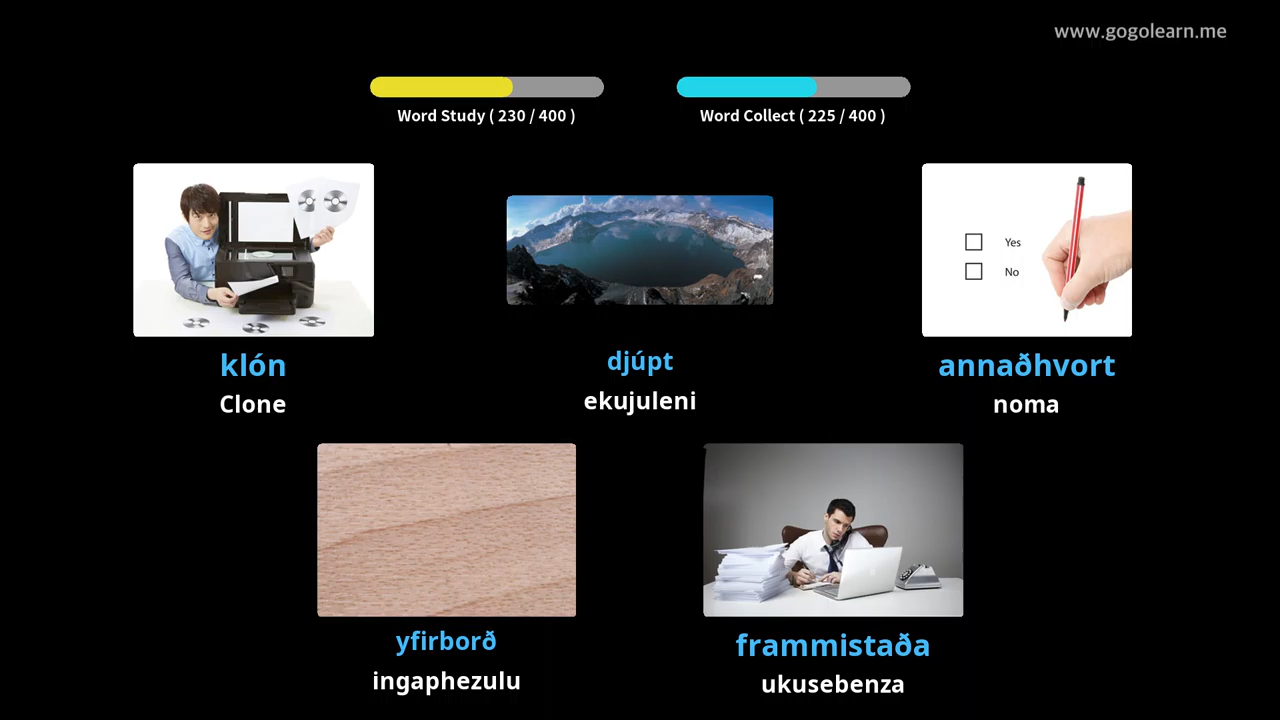 www.gogolearn.me
Word Study ( 230 / 400 )
Word Collect ( 225 / 400 )
Yes
No
klón
Clone
djúpt
ekujuleni
annaðhvort
noma
yfirborð
ingaphezulu
frammistaða
ukusebenza